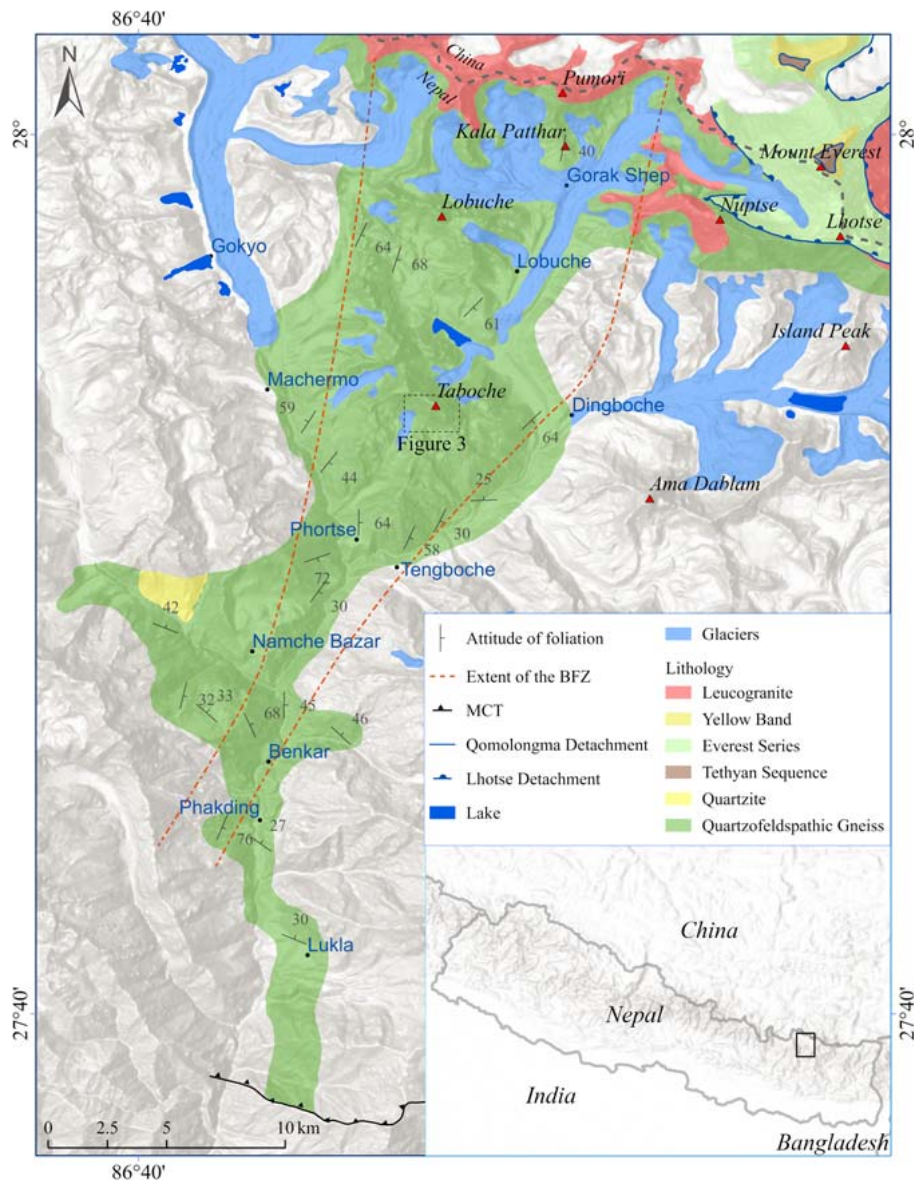 86°40'
N
China
Nepal
Pumori
28°
28°
Kala Patthar
40
Mount Everest
Gorak Shep
Lobuche
Nuptse
Lhotse
64
68
Gokyo
Lobuche
61
Island Peak
Machermo
Taboche
59
Dingboche
Figure 3
64
44
25
Ama Dablam
Phortse
64
30
58
Tengboche
72
30
42
Namche Bazar
32
33
68
45
46
Benkar
Phakding
27
76
30
Lukla
Attitude of foliation
Extent of the BFZ
MCT
Qomolongma Detachment
Lhotse Detachment
Lake
Glaciers
Lithology
Leucogranite
Yellow Band
Everest Series
Tethyan Sequence
Quartzite
Quartzofeldspathic Gneiss
China
Nepal
India
Bangladesh
27°40'
27°40'
0 2.5 5 10 km
86°40'